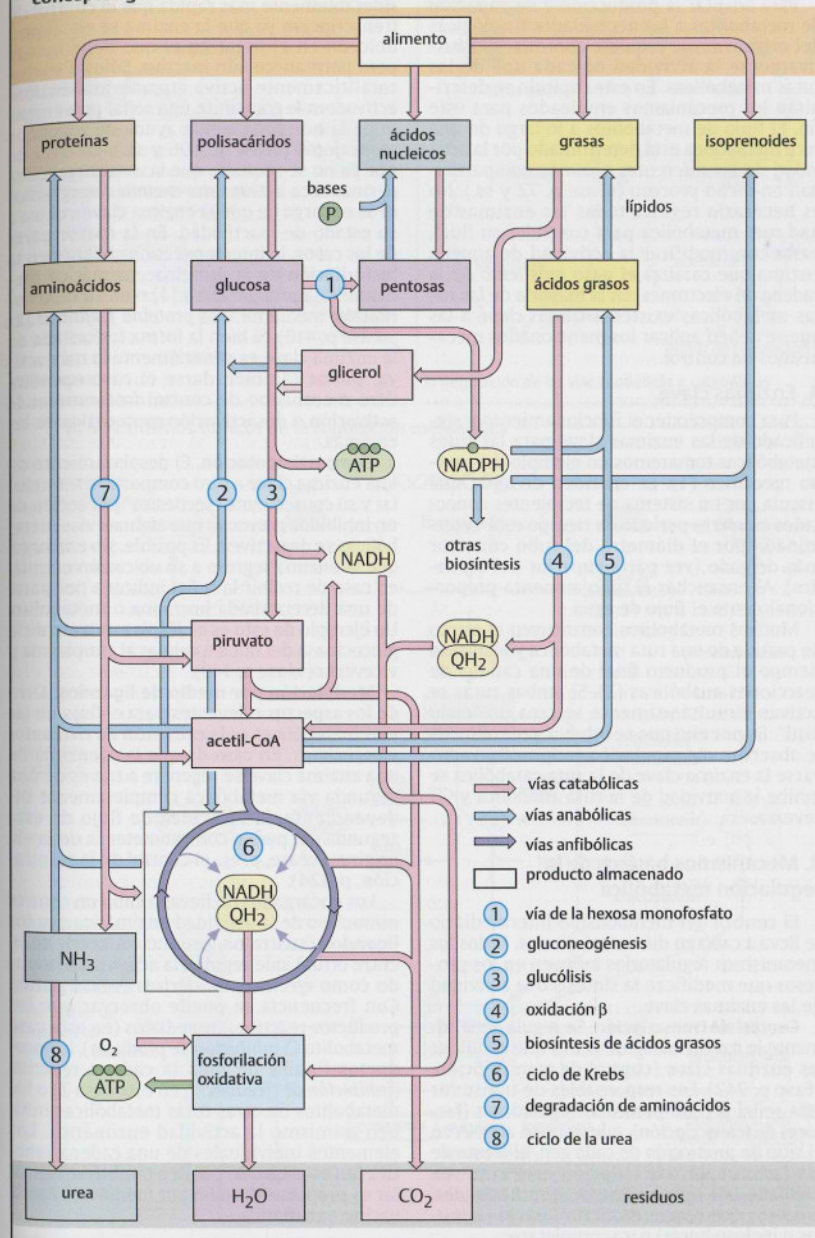 alimento
proteínas
polisacáridos
ácidos
nucleicos
grasas
isoprenoides
bases
P
lípidos
aminoácidos
glucosa
1
pentosas
ácidos grasos
glicerol
ATP
NADPH
7
2
3
otras
biosíntesis
4
5
NADH
piruvato
NADH
QH2
acetil-CoA
vías catabólicas
vías anabólicas
vías anfibólicas
producto almacenado
6
NADH
QH2
1 vía de la hexosa monofosfato
2 gluconeogénesis
3 glucólisis
4 oxidación β
5 biosíntesis de ácidos grasos
6 ciclo de Krebs
7 degradación de aminoácidos
8 ciclo de la urea
NH3
8
O2
ATP
fosforilación
oxidativa
urea
H2O
CO2
residuos